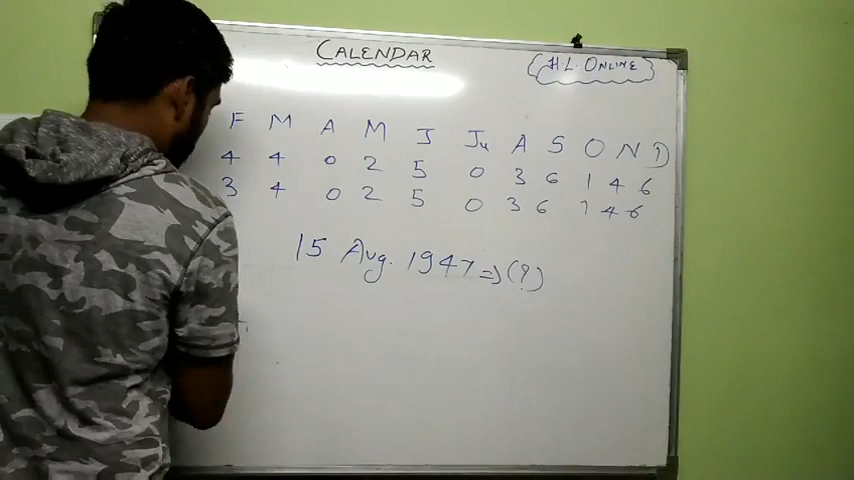 CALENDAR
H.L. ONLINE
F M A M J Ju A S O N D
4 4 0 2 5 0 3 6 1 4 6
3 4 0 2 5 0 3 6 1 4 6
15 Aug. 1947 => (?)